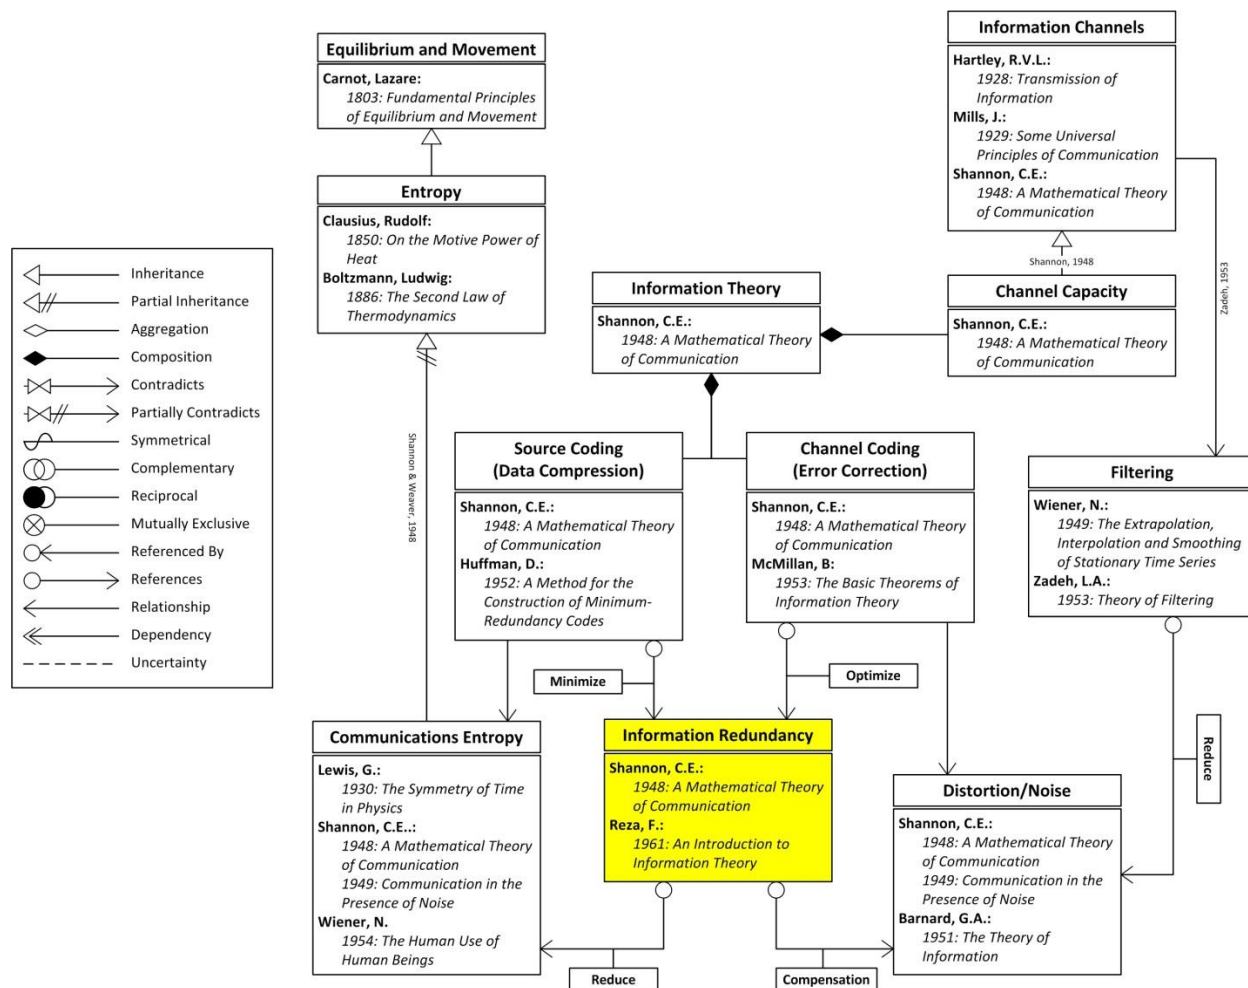 Equilibrium and Movement
Carnot, Lazare:
1803: Fundamental Principles
of Equilibrium and Movement
Entropy
Clausius, Rudolf:
1850: On the Motive Power of
Heat
Boltzmann, Ludwig:
1886: The Second Law of
Thermodynamics
Information Channels
Hartley, R.V.L.:
1928: Transmission of
Information
Mills, J.:
1929: Some Universal
Principles of Communication
Shannon, C.E.:
1948: A Mathematical Theory
of Communication
Shannon, 1948
Zadeh, 1953
Inheritance
Partial Inheritance
Aggregation
Composition
Contradicts
Partially Contradicts
Symmetrical
Complementary
Reciprocal
Mutually Exclusive
Referenced By
References
Relationship
Dependency
Uncertainty
Information Theory
Shannon, C.E.:
1948: A Mathematical Theory
of Communication
Channel Capacity
Shannon, C.E.:
1948: A Mathematical Theory
of Communication
Shannon & Weaver, 1948
Source Coding
(Data Compression)
Shannon, C.E.:
1948: A Mathematical Theory
of Communication
Huffman, D.:
1952: A Method for the
Construction of Minimum-
Redundancy Codes
Channel Coding
(Error Correction)
Shannon, C.E.:
1948: A Mathematical Theory
of Communication
McMillan, B:
1953: The Basic Theorems of
Information Theory
Filtering
Wiener, N.:
1949: The Extrapolation,
Interpolation and Smoothing
of Stationary Time Series
Zadeh, L.A.:
1953: Theory of Filtering
Minimize
Optimize
Reduce
Communications Entropy
Lewis, G.:
1930: The Symmetry of Time
in Physics
Shannon, C.E..:
1948: A Mathematical Theory
of Communication
1949: Communication in the
Presence of Noise
Wiener, N.
1954: The Human Use of
Human Beings
Information Redundancy
Shannon, C.E.:
1948: A Mathematical Theory
of Communication
Reza, F.:
1961: An Introduction to
Information Theory
Distortion/Noise
Shannon, C.E.:
1948: A Mathematical Theory
of Communication
1949: Communication in the
Presence of Noise
Barnard, G.A.:
1951: The Theory of
Information
Reduce
Compensation